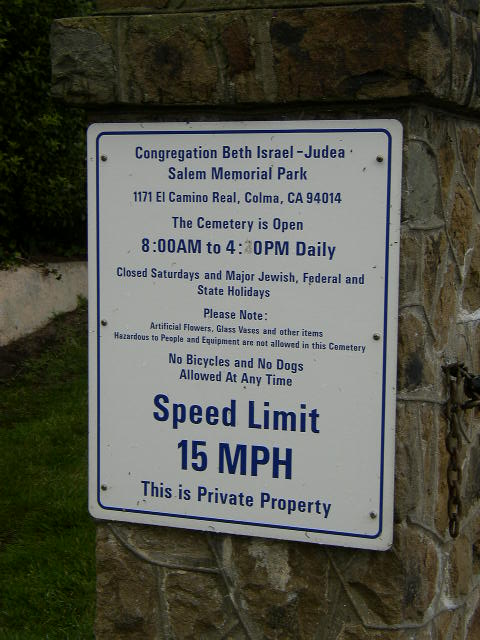 Congregation Beth Israel-Judea
Salem Memorial Park
1171 El Camino Real, Colma, CA 94014
The Cemetery is Open
8:00AM to 4:30PM Daily
Closed Saturdays and Major Jewish, Federal and
State Holidays
Please Note:
Artificial Flowers, Glass Vases and other items
Hazardous to People and Equipment are not allowed in this Cemetery
No Bicycles and No Dogs
Allowed At Any Time
Speed Limit
15 MPH
This is Private Property